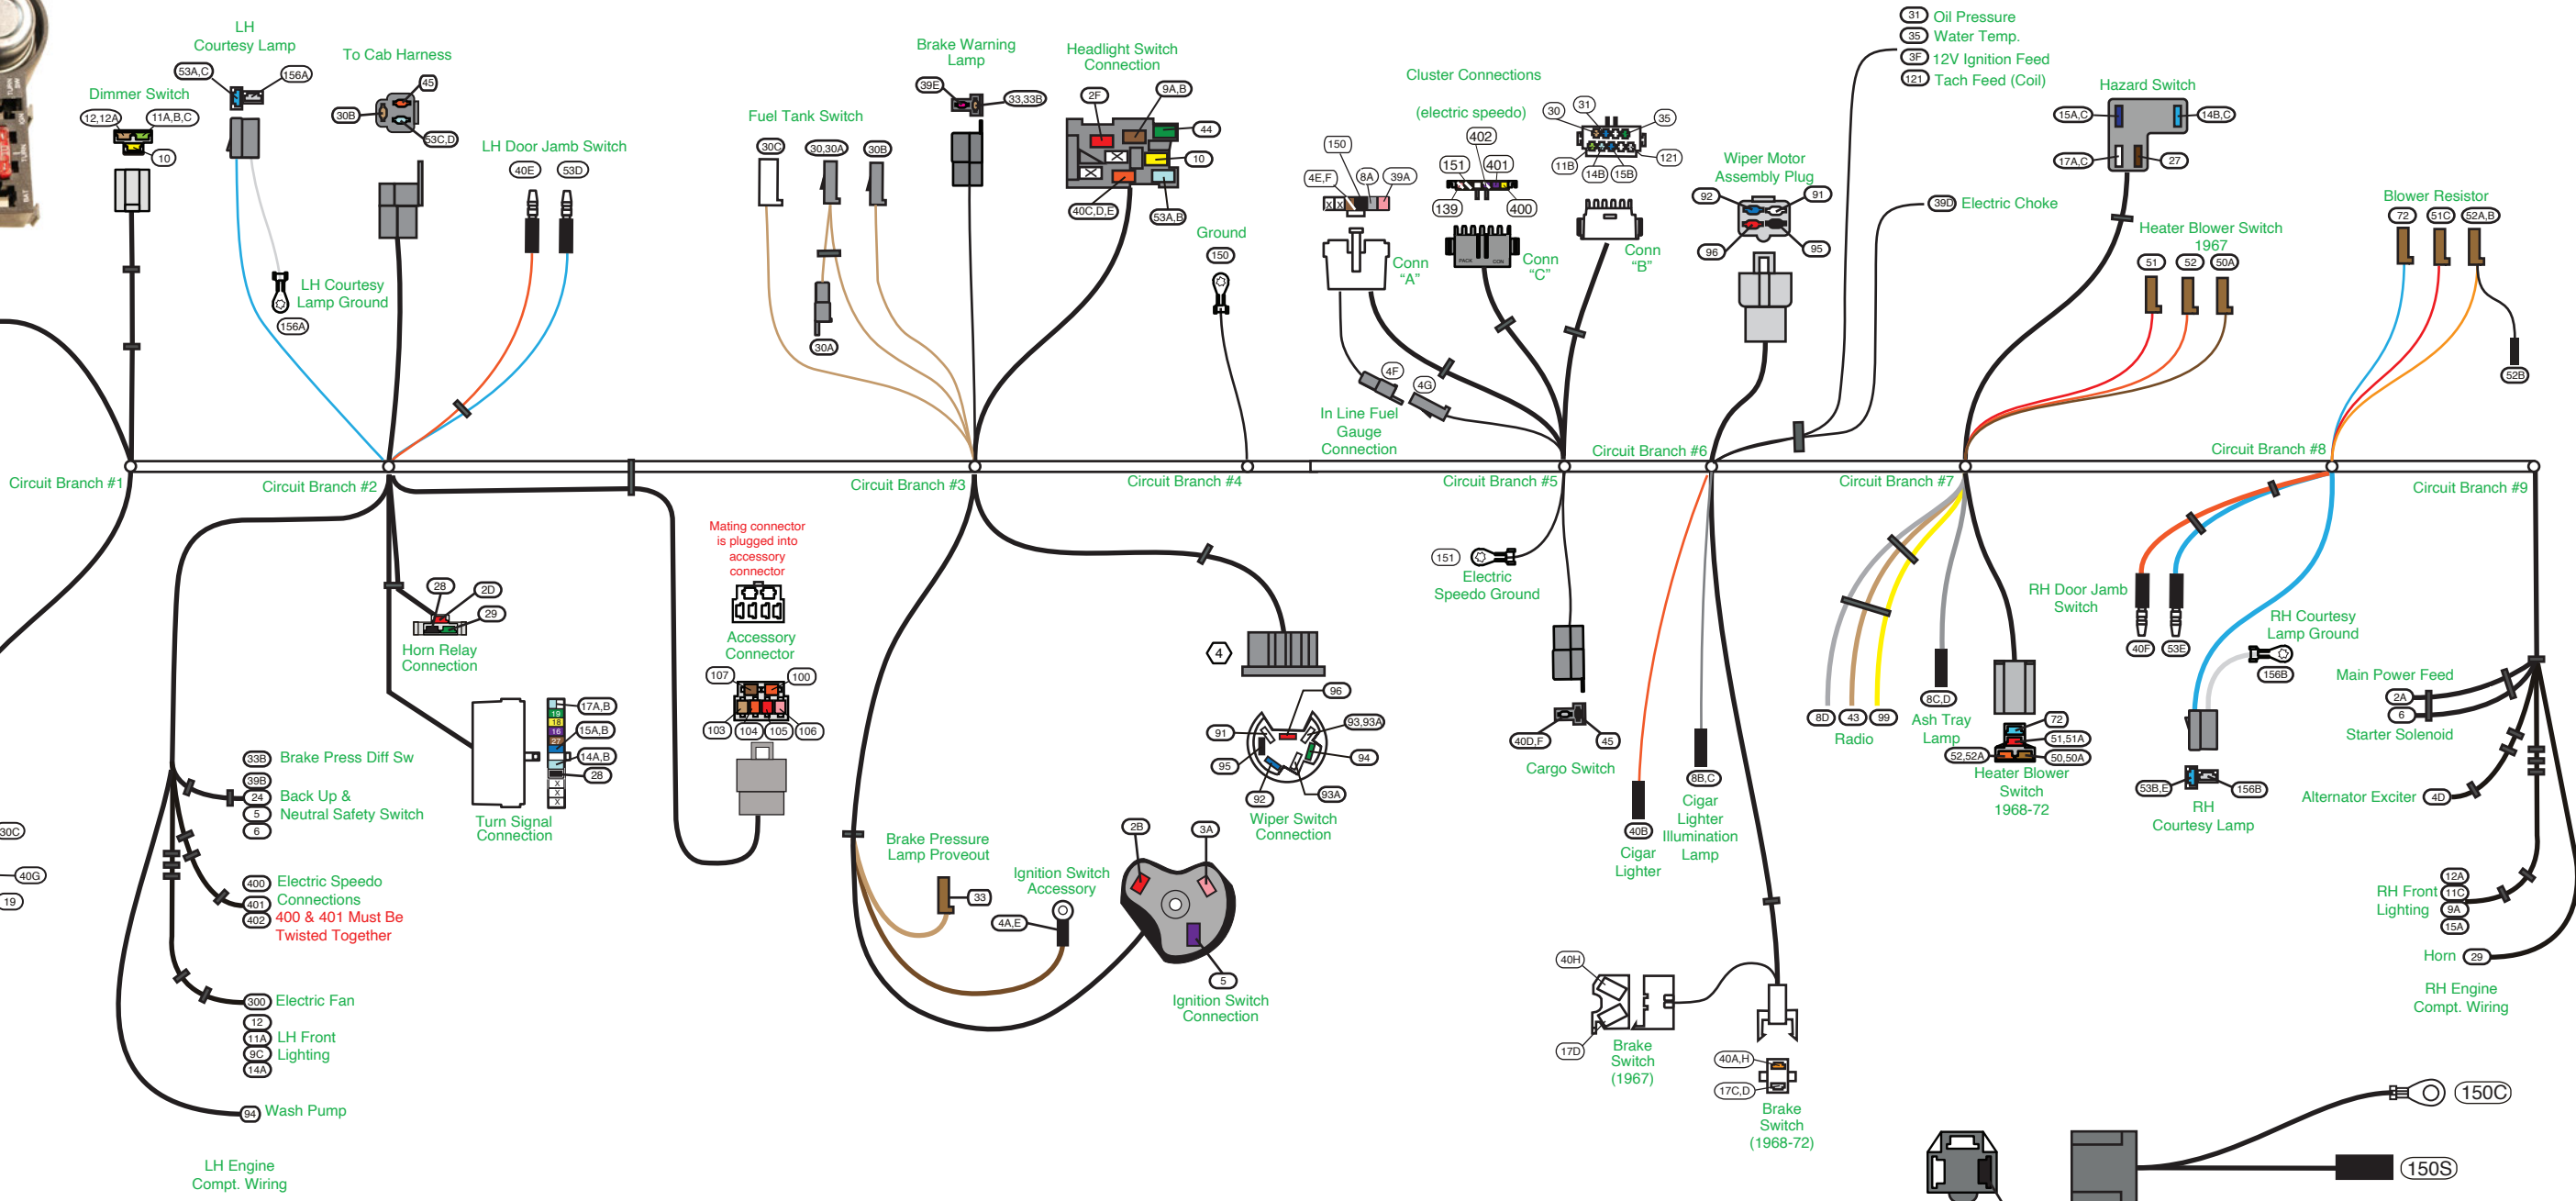 LH
Courtesy Lamp
53A,C
156A
To Cab Harness
45
30B
53C,D
Dimmer Switch
12,12A
11A,B,C
10
LH Courtesy
Lamp Ground
156A
LH Door Jamb Switch
40E
53D
Fuel Tank Switch
30C
30,30A
30B
30A
Brake Warning
Lamp
39E
33,33B
Headlight Switch
Connection
2F
9A,B
44
10
40C,D,E
53A,B
Ground
150
Cluster Connections
(electric speedo)
150
4E,F
8A
39A
402
151
401
139
400
30
31
35
11B
14B
15B
121
Conn
“A”
PACK
CON
Conn
“C”
Conn
“B”
4F
4G
In Line Fuel
Gauge
Connection
Wiper Motor
Assembly Plug
92
91
96
95
31 Oil Pressure
35 Water Temp.
3F 12V Ignition Feed
121 Tach Feed (Coil)
39D Electric Choke
Hazard Switch
15A,C
14B,C
17A,C
27
Heater Blower Switch
1967
51
52
50A
Blower Resistor
72
51C
52A,B
52B
Circuit Branch #1
Circuit Branch #2
Circuit Branch #3
Circuit Branch #4
Circuit Branch #5
Circuit Branch #6
Circuit Branch #7
Circuit Branch #8
Circuit Branch #9
28
2D
29
Horn Relay
Connection
17A,B
19
18
16
15A,B
27
14A,B
28
X
X
X
Turn Signal
Connection
Mating connector
is plugged into
accessory
connector
Accessory
Connector
107
100
103
104
105
106
33B Brake Press Diff Sw
39B
24 Back Up &
5 Neutral Safety Switch
6
400 Electric Speedo
401 Connections
402 400 & 401 Must Be
Twisted Together
300 Electric Fan
12
11A LH Front
9C Lighting
14A
94 Wash Pump
LH Engine
Compt. Wiring
30C
40G
19
Brake Pressure
Lamp Proveout
33
Ignition Switch
Accessory
4A,E
2B
3A
5
Ignition Switch
Connection
4
96
91
93,93A
95
94
92
93A
Wiper Switch
Connection
151
Electric
Speedo Ground
40D,F
45
Cargo Switch
40B
Cigar
Lighter
8B,C
Cigar
Lighter
Illumination
Lamp
40H
17D
Brake
Switch
(1967)
40A,H
17C,D
Brake
Switch
(1968-72)
8D
43
99
Radio
8C,D
Ash Tray
Lamp
72
51,51A
52,52A
50,50A
Heater Blower
Switch
1968-72
RH Door Jamb
Switch
40F
53E
RH Courtesy
Lamp Ground
156B
53B,E
156B
RH
Courtesy Lamp
Main Power Feed
2A
6
Starter Solenoid
Alternator Exciter 4D
12A
RH Front 11C
Lighting 9A
15A
Horn 29
RH Engine
Compt. Wiring
150C
150S